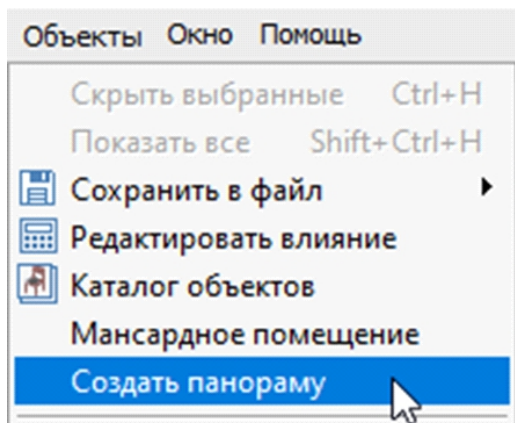 Объекты Окно Помощь
Скрыть выбранные Ctrl+H
Показать все Shift+Ctrl+H
Сохранить в файл
Редактировать влияние
Каталог объектов
Мансардное помещение
Создать панораму